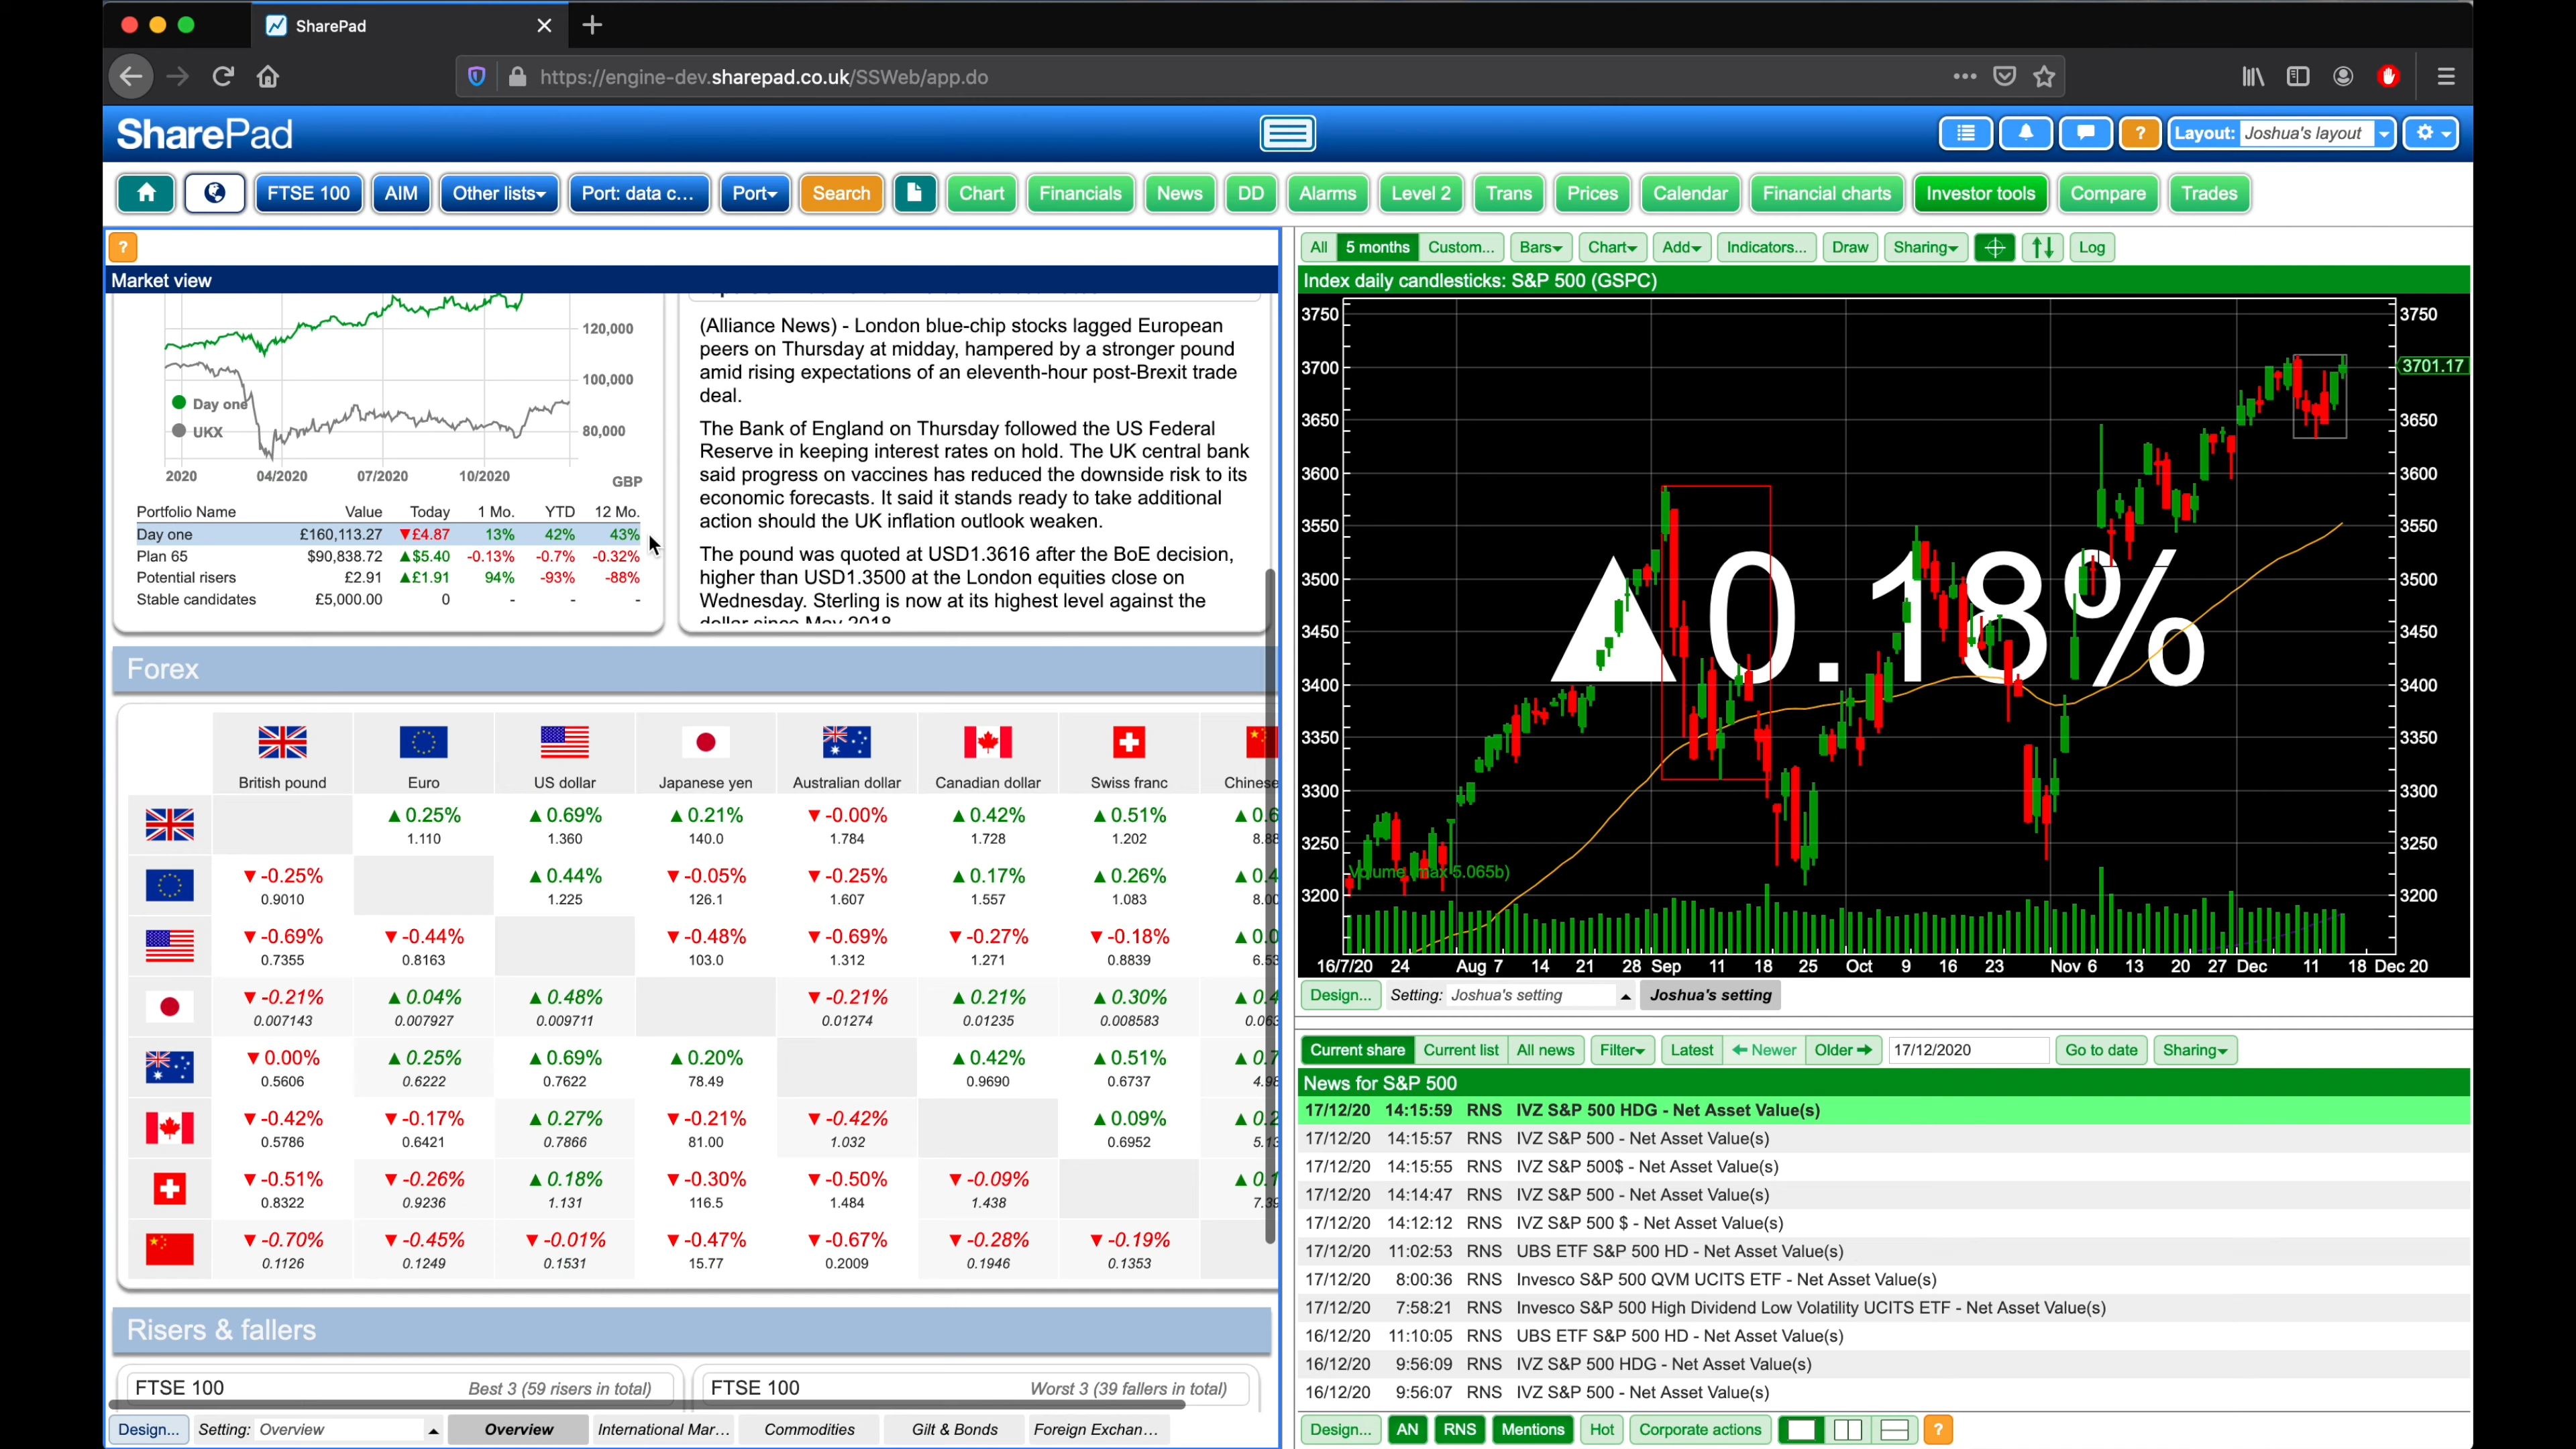 SharePad
https://engine-dev.sharepad.co.uk/SSWeb/app.do
SharePad
?
Layout: Joshua's layout
FTSE 100 AIM Other lists Port: data c... Port Search Chart Financials News DD Alarms Level 2 Trans Prices Calendar Financial charts Investor tools Compare Trades
?
Market view
120,000
100,000
80,000
Day one
UKX
2020 04/2020 07/2020 10/2020 GBP
Portfolio Name Value Today 1 Mo. YTD 12 Mo.
Day one £160,113.27 ▼£4.87 13% 42% 43%
Plan 65 $90,838.72 ▲$5.40 -0.13% -0.7% -0.32%
Potential risers £2.91 ▲£1.91 94% -93% -88%
Stable candidates £5,000.00 0 - - -
(Alliance News) - London blue-chip stocks lagged European
peers on Thursday at midday, hampered by a stronger pound
amid rising expectations of an eleventh-hour post-Brexit trade
deal.
The Bank of England on Thursday followed the US Federal
Reserve in keeping interest rates on hold. The UK central bank
said progress on vaccines has reduced the downside risk to its
economic forecasts. It said it stands ready to take additional
action should the UK inflation outlook weaken.
The pound was quoted at USD1.3616 after the BoE decision,
higher than USD1.3500 at the London equities close on
Wednesday. Sterling is now at its highest level against the
dollar since May 2018
Forex
British pound Euro US dollar Japanese yen Australian dollar Canadian dollar Swiss franc Chinese
▲0.25% ▲0.69% ▲0.21% ▼-0.00% ▲0.42% ▲0.51%
1.110 1.360 140.0 1.784 1.728 1.202
▼-0.25% ▲0.44% ▼-0.05% ▼-0.25% ▲0.17% ▲0.26%
0.9010 1.225 126.1 1.607 1.557 1.083
▼-0.69% ▼-0.44% ▼-0.48% ▼-0.69% ▼-0.27% ▼-0.18%
0.7355 0.8163 103.0 1.312 1.271 0.8839
▼-0.21% ▲0.04% ▲0.48% ▼-0.21% ▲0.21% ▲0.30%
0.007143 0.007927 0.009711 0.01274 0.01235 0.008583
▼0.00% ▲0.25% ▲0.69% ▲0.20% ▲0.42% ▲0.51%
0.5606 0.6222 0.7622 78.49 0.9690 0.6737
▼-0.42% ▼-0.17% ▲0.27% ▼-0.21% ▼-0.42% ▲0.09%
0.5786 0.6421 0.7866 81.00 1.032 0.6952
▼-0.51% ▼-0.26% ▲0.18% ▼-0.30% ▼-0.50% ▼-0.09%
0.8322 0.9236 1.131 116.5 1.484 1.438
▼-0.70% ▼-0.45% ▼-0.01% ▼-0.47% ▼-0.67% ▼-0.28% ▼-0.19%
0.1126 0.1249 0.1531 15.77 0.2009 0.1946 0.1353
Risers & fallers
FTSE 100 Best 3 (59 risers in total) FTSE 100 Worst 3 (39 fallers in total)
Design... Setting: Overview Overview International Mar... Commodities Gilt & Bonds Foreign Exchan...
All 5 months Custom... Bars Chart Add Indicators... Draw Sharing Log
Index daily candlesticks: S&P 500 (GSPC)
3750 3750
3700 3701.17
3650 3650
3600 3600
3550 3550
3500 3500
3450 3450
3400 3400
3350 3350
3300 3300
3250 3250
3200 3200
▲0.18%
Volume (max 5.065b)
16/7/20 24 Aug 7 14 21 28 Sep 11 18 25 Oct 9 16 23 Nov 6 13 20 27 Dec 11 18 Dec 20
Design... Setting: Joshua's setting Joshua's setting
Current share Current list All news Filter Latest Newer Older 17/12/2020 Go to date Sharing
News for S&P 500
17/12/20 14:15:59 RNS IVZ S&P 500 HDG - Net Asset Value(s)
17/12/20 14:15:57 RNS IVZ S&P 500 - Net Asset Value(s)
17/12/20 14:15:55 RNS IVZ S&P 500$ - Net Asset Value(s)
17/12/20 14:14:47 RNS IVZ S&P 500 - Net Asset Value(s)
17/12/20 14:12:12 RNS IVZ S&P 500 $ - Net Asset Value(s)
17/12/20 11:02:53 RNS UBS ETF S&P 500 HD - Net Asset Value(s)
17/12/20 8:00:36 RNS Invesco S&P 500 QVM UCITS ETF - Net Asset Value(s)
17/12/20 7:58:21 RNS Invesco S&P 500 High Dividend Low Volatility UCITS ETF - Net Asset Value(s)
16/12/20 11:10:05 RNS UBS ETF S&P 500 HD - Net Asset Value(s)
16/12/20 9:56:09 RNS IVZ S&P 500 HDG - Net Asset Value(s)
16/12/20 9:56:07 RNS IVZ S&P 500 - Net Asset Value(s)
Design... AN RNS Mentions Hot Corporate actions ?